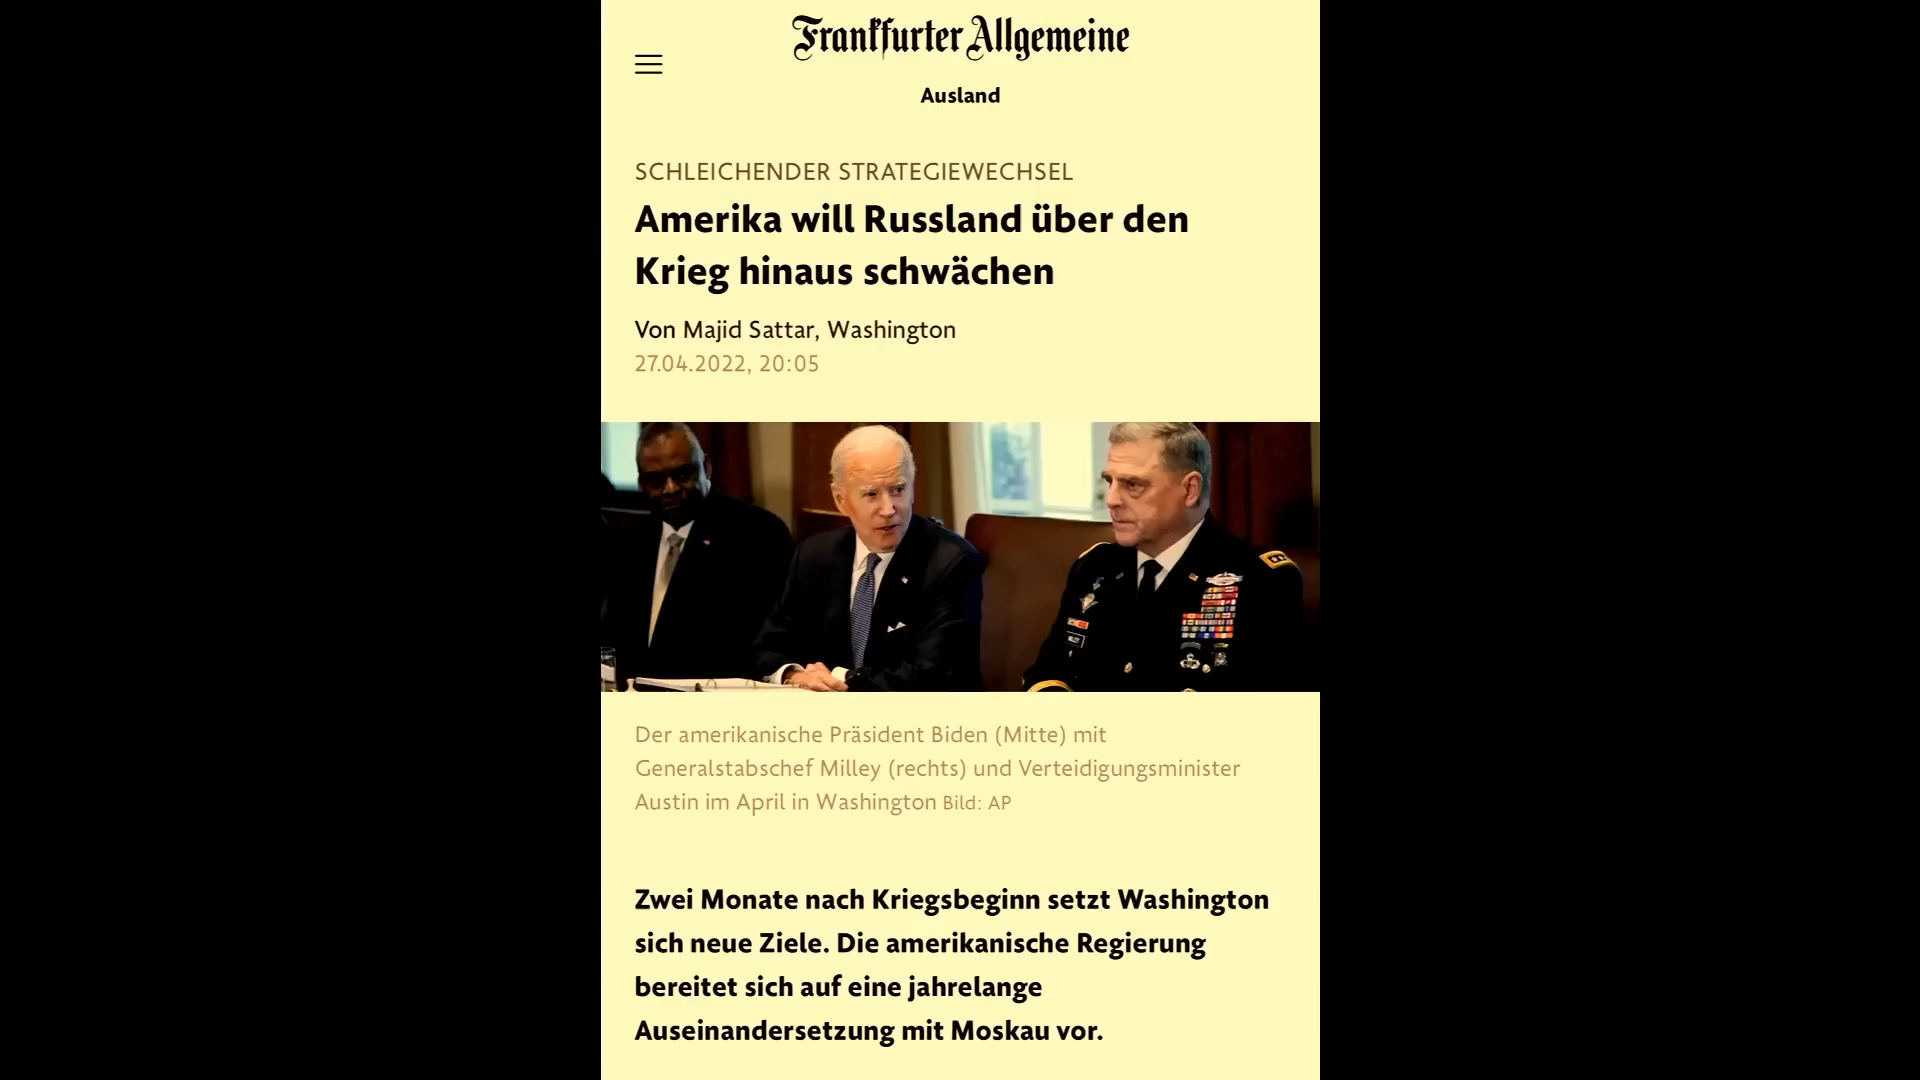 Frankfurter Allgemeine
Ausland
SCHLEICHENDER STRATEGIEWECHSEL
Amerika will Russland über den
Krieg hinaus schwächen
Von Majid Sattar, Washington
27.04.2022, 20:05
MILLEY
Der amerikanische Präsident Biden (Mitte) mit
Generalstabschef Milley (rechts) und Verteidigungsminister
Austin im April in Washington Bild: AP
Zwei Monate nach Kriegsbeginn setzt Washington
sich neue Ziele. Die amerikanische Regierung
bereitet sich auf eine jahrelange
Auseinandersetzung mit Moskau vor.